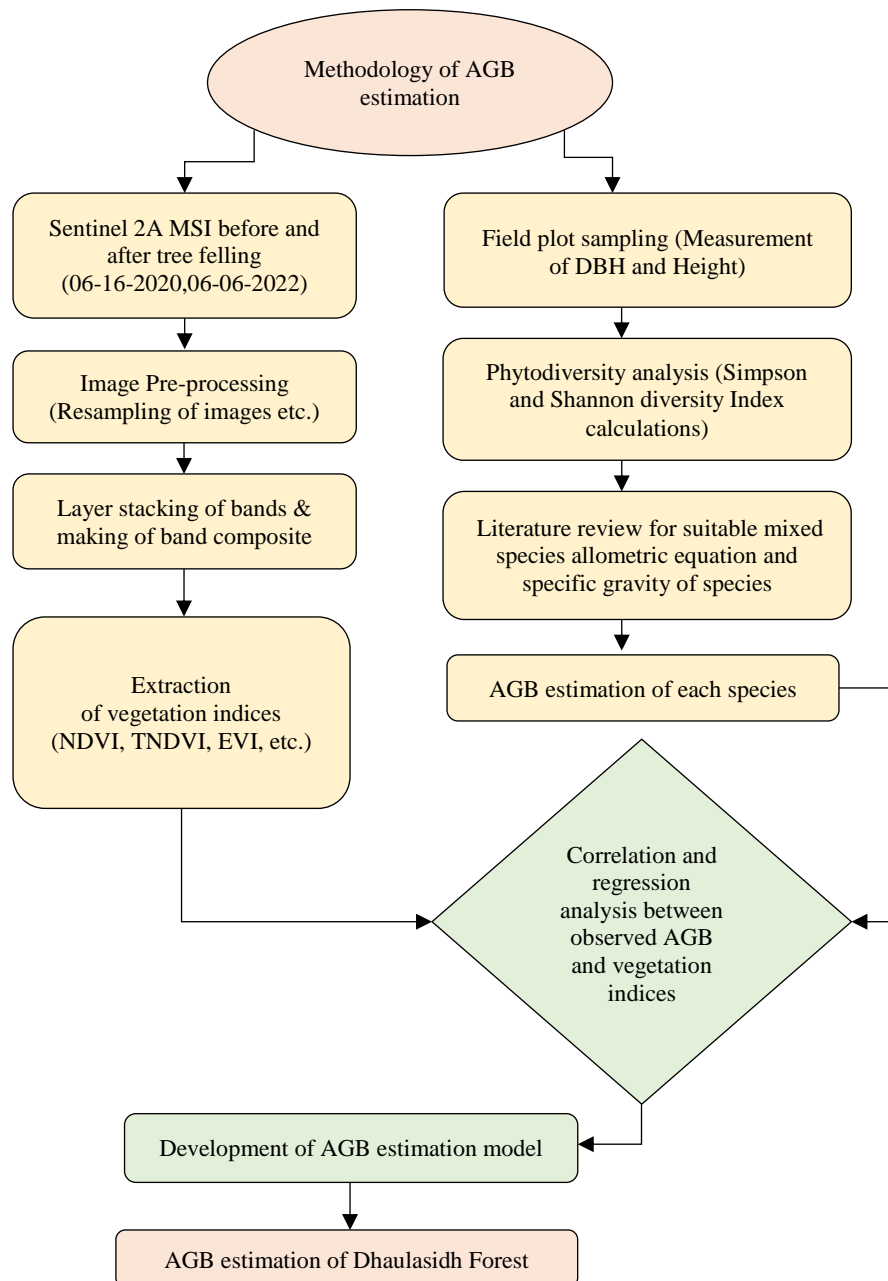 Methodology of AGB
estimation
Sentinel 2A MSI before and
after tree felling
(06-16-2020,06-06-2022)
Image Pre-processing
(Resampling of images etc.)
Layer stacking of bands &
making of band composite
Extraction
of vegetation indices
(NDVI, TNDVI, EVI, etc.)
Field plot sampling (Measurement
of DBH and Height)
Phytodiversity analysis (Simpson
and Shannon diversity Index
calculations)
Literature review for suitable mixed
species allometric equation and
specific gravity of species
AGB estimation of each species
Correlation and
regression
analysis between
observed AGB
and vegetation
indices
Development of AGB estimation model
AGB estimation of Dhaulasidh Forest